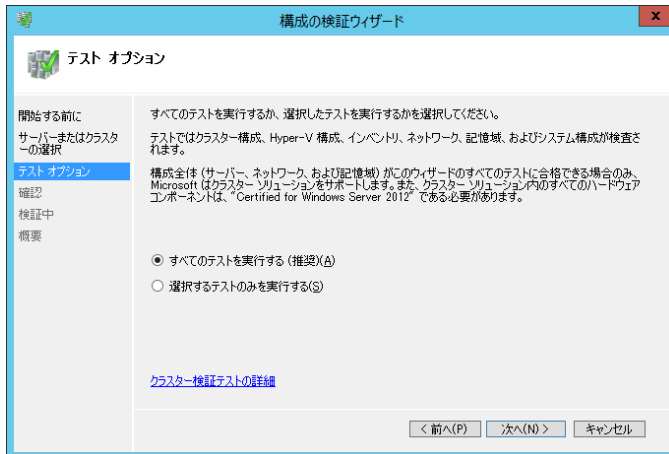 構成の検証ウィザード
x
テスト オプション
開始する前に
サーバーまたはクラスタ
ーの選択
テスト オプション
確認
検証中
概要
すべてのテストを実行するか、選択したテストを実行するかを選択してください。
テストではクラスター構成、Hyper-V 構成、インベントリ、ネットワーク、記憶域、およびシステム構成が検査さ
れます。
構成全体 (サーバー、ネットワーク、および記憶域) がこのウィザードのすべてのテストに合格できる場合のみ、
Microsoft はクラスター ソリューションをサポートします。また、クラスター ソリューション内のすべてのハードウェア
コンポーネントは、"Certified for Windows Server 2012" である必要があります。
すべてのテストを実行する (推奨)(A)
選択するテストのみを実行する(S)
クラスター検証テストの詳細
< 前へ(P)
次へ(N) >
キャンセル